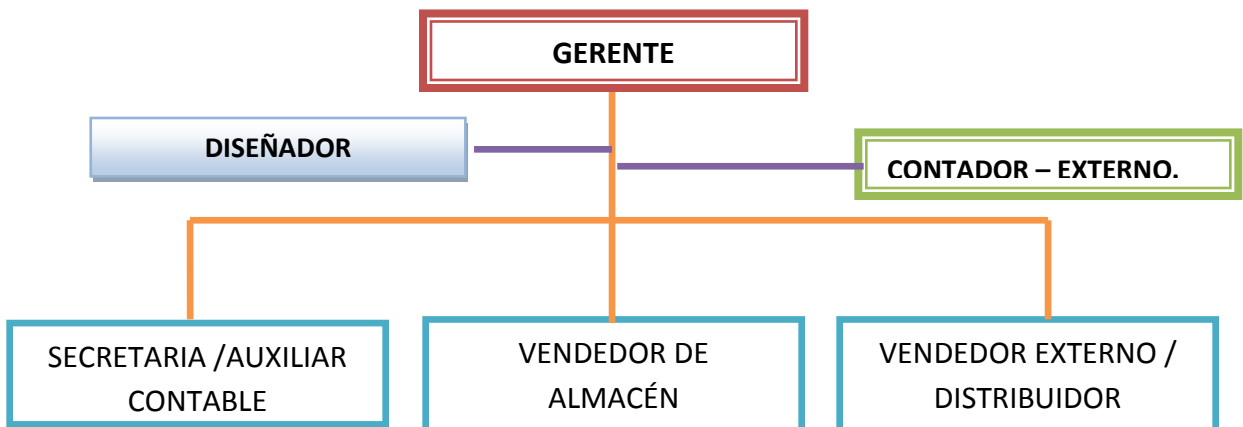 GERENTE
DISEÑADOR
CONTADOR – EXTERNO.
SECRETARIA /AUXILIAR
CONTABLE
VENDEDOR DE
ALMACÉN
VENDEDOR EXTERNO /
DISTRIBUIDOR